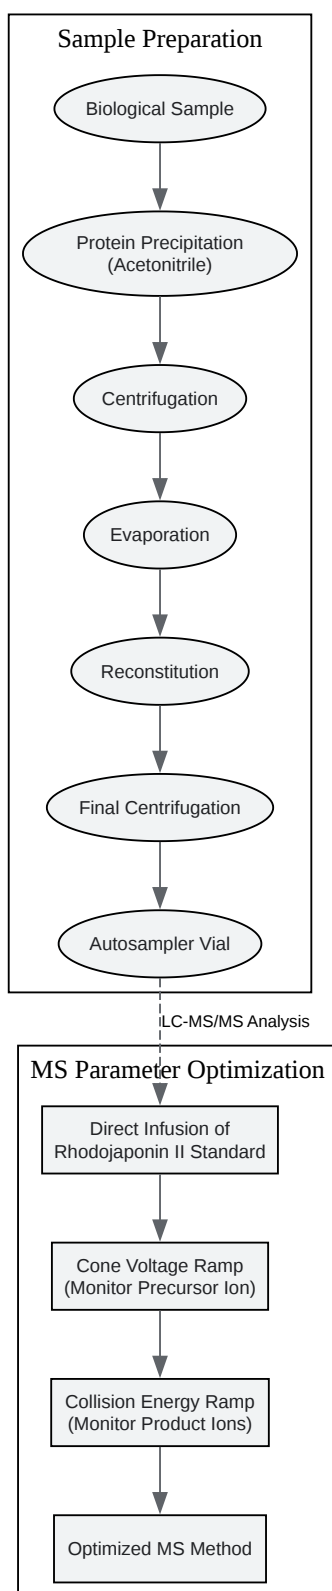 Sample Preparation
Biological Sample
Protein Precipitation
(Acetonitrile)
Centrifugation
Evaporation
Reconstitution
Final Centrifugation
Autosampler Vial
LC-MS/MS Analysis
MS Parameter Optimization
Direct Infusion of
Rhodojaponin II Standard
Cone Voltage Ramp
(Monitor Precursor Ion)
Collision Energy Ramp
(Monitor Product Ions)
Optimized MS Method